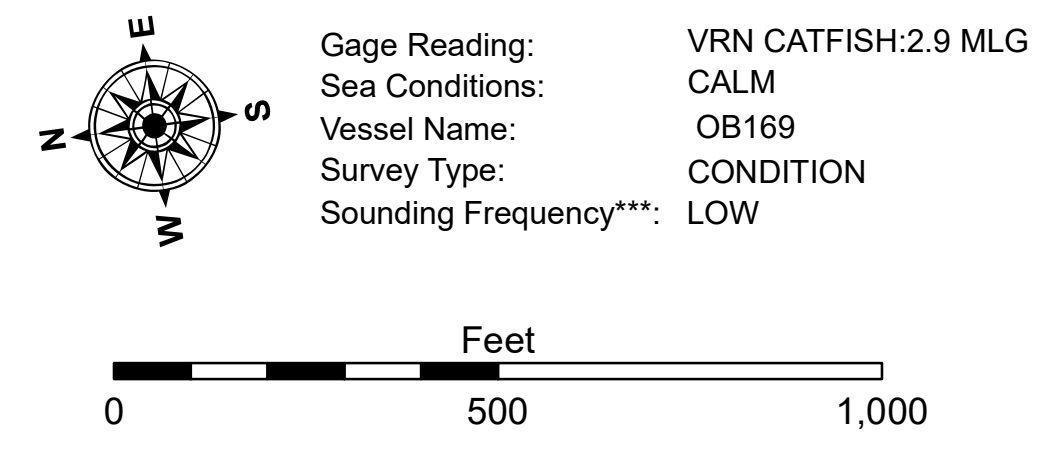 E
N
S
W
Gage Reading: VRN CATFISH:2.9 MLG
Sea Conditions: CALM
Vessel Name: OB169
Survey Type: CONDITION
Sounding Frequency***: LOW
Feet
0 500 1,000